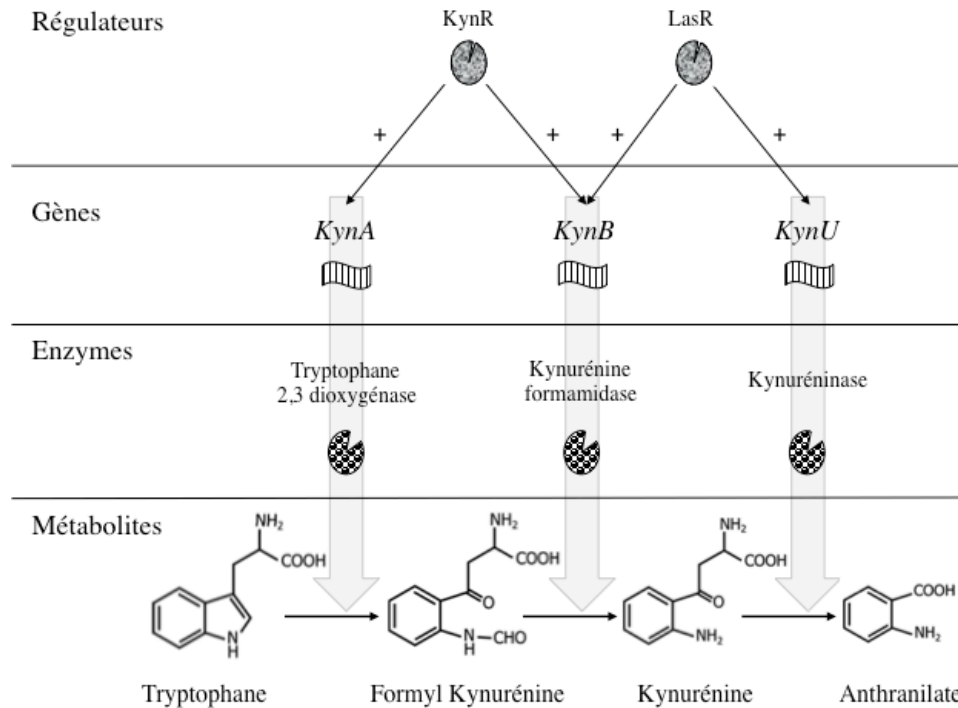 Régulateurs
KynR
LasR
+
+
+
+
Gènes
KynA
KynB
KynU
Enzymes
Tryptophane
2,3 dioxygénase
Kynurénine
formamidase
Kynuréninase
Métabolites
NH₂
COOH
N
H
NH₂
COOH
O
N
H
CHO
NH₂
COOH
O
NH₂
COOH
NH₂
Tryptophane
Formyl Kynurénine
Kynurénine
Anthranilate